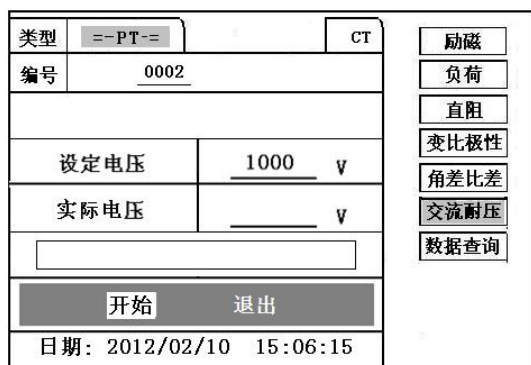 类型 =-PT-= CT
编号 0002
设定电压 1000 V
实际电压 V
开始 退出
日期: 2012/02/10 15:06:15
励磁
负荷
直阻
变比极性
角差比差
交流耐压
数据查询